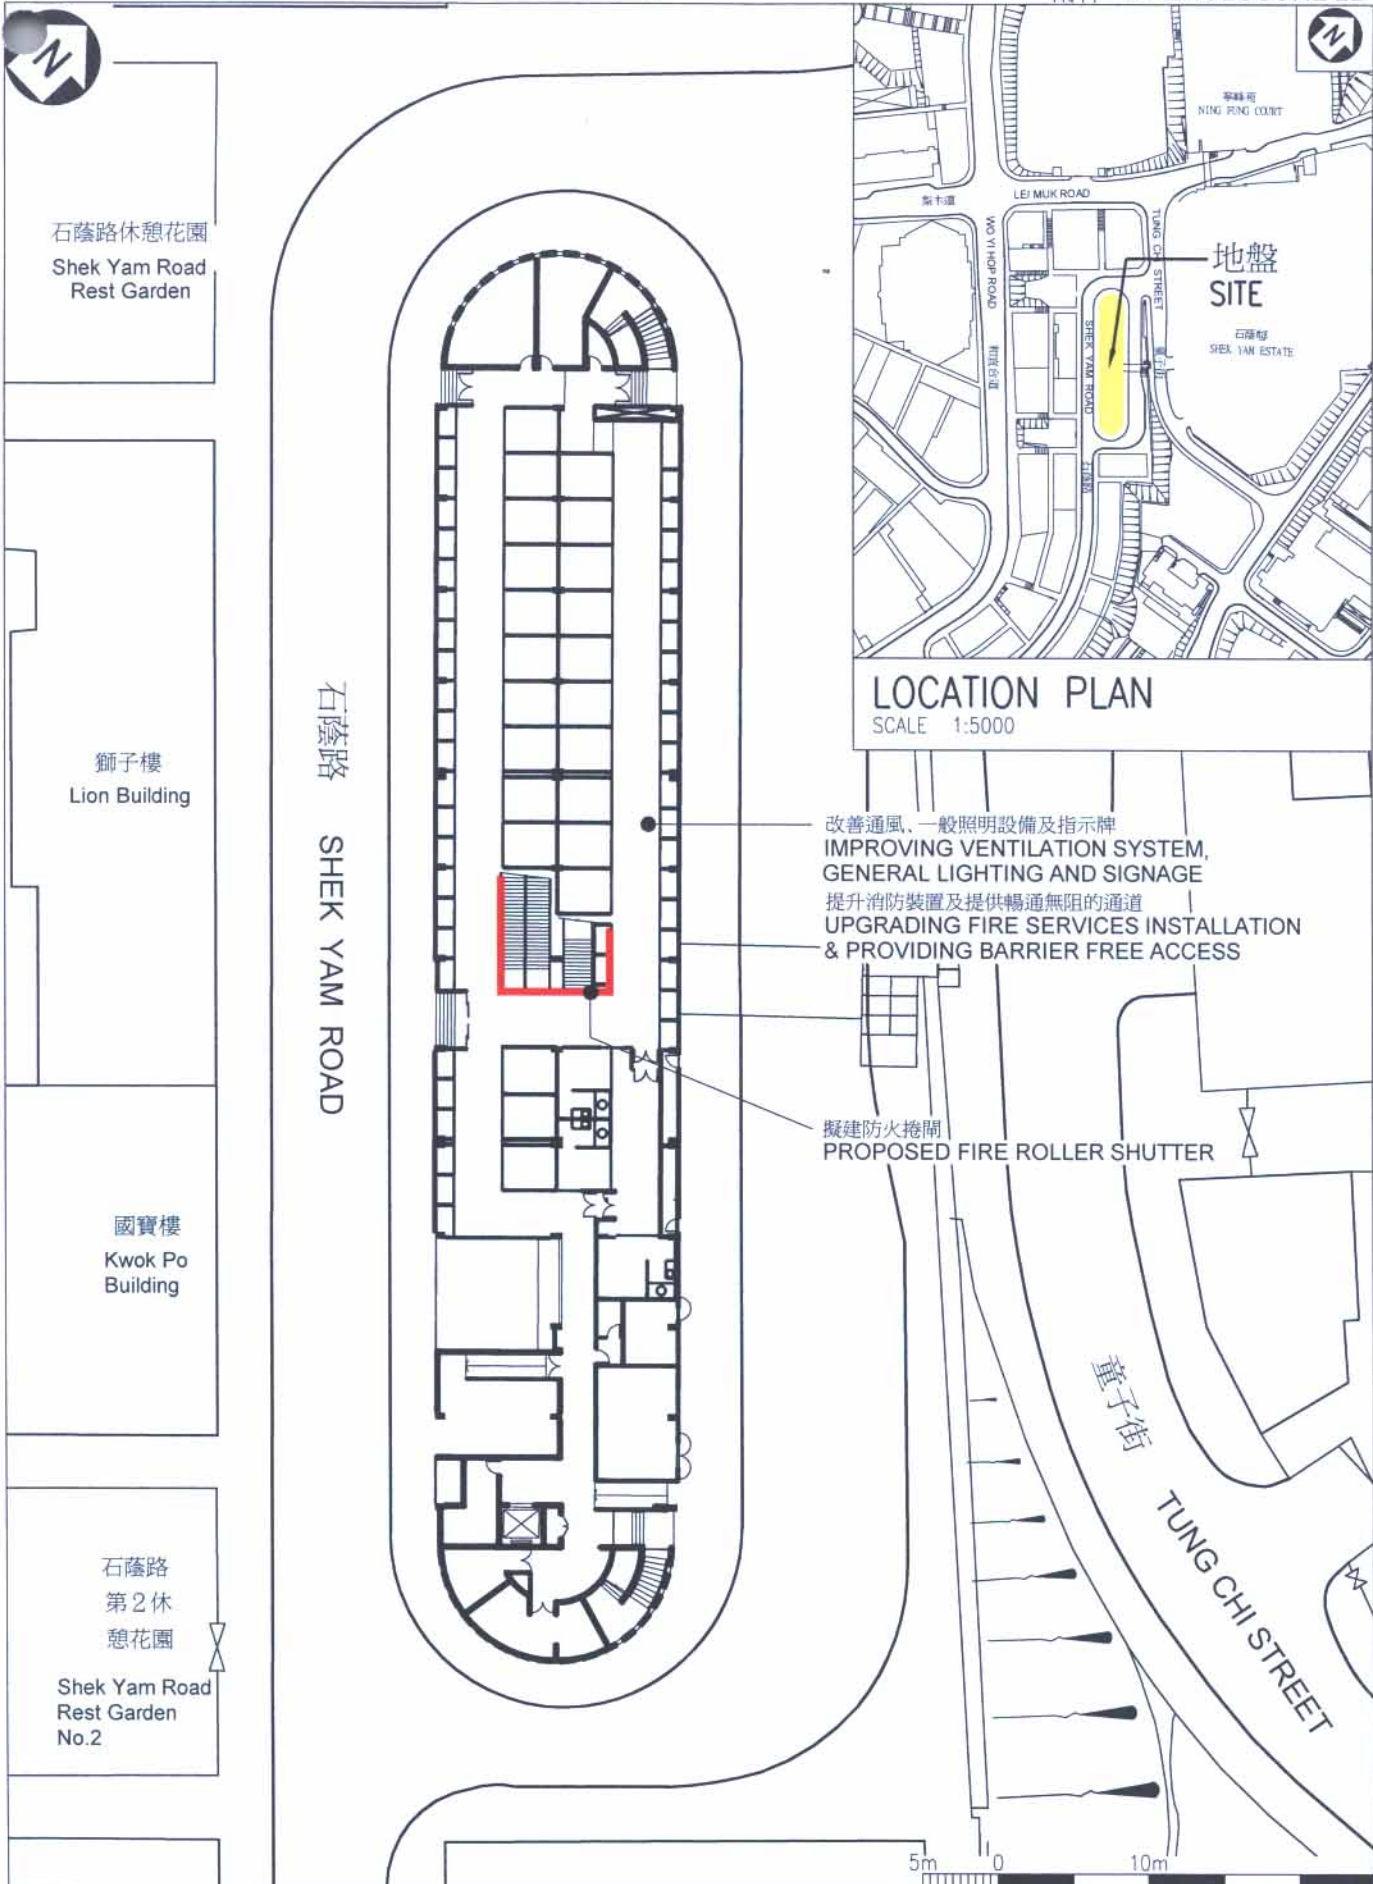 N
石蔭路休憩花園
Shek Yam Road
Rest Garden
獅子樓
Lion Building
國寶樓
Kwok Po
Building
石蔭路
第2休
憩花園
Shek Yam Road
Rest Garden
No.2
石蔭路 SHEK YAM ROAD
N
寧峰苑
NING FUNG COURT
梨木道
LEI MUK ROAD
WO YI HOP ROAD
和宜合道
TUNG CHI STREET
童子街
地盤
SITE
石蔭邨
SHEK YAM ESTATE
SHEK YAM ROAD
石蔭路
LOCATION PLAN
SCALE 1:5000
改善通風、一般照明設備及指示牌
IMPROVING VENTILATION SYSTEM,
GENERAL LIGHTING AND SIGNAGE
提升消防裝置及提供暢通無阻的通道
UPGRADING FIRE SERVICES INSTALLATION
& PROVIDING BARRIER FREE ACCESS
擬建防火捲閘
PROPOSED FIRE ROLLER SHUTTER
童子街 TUNG CHI STREET
5m 0 10m